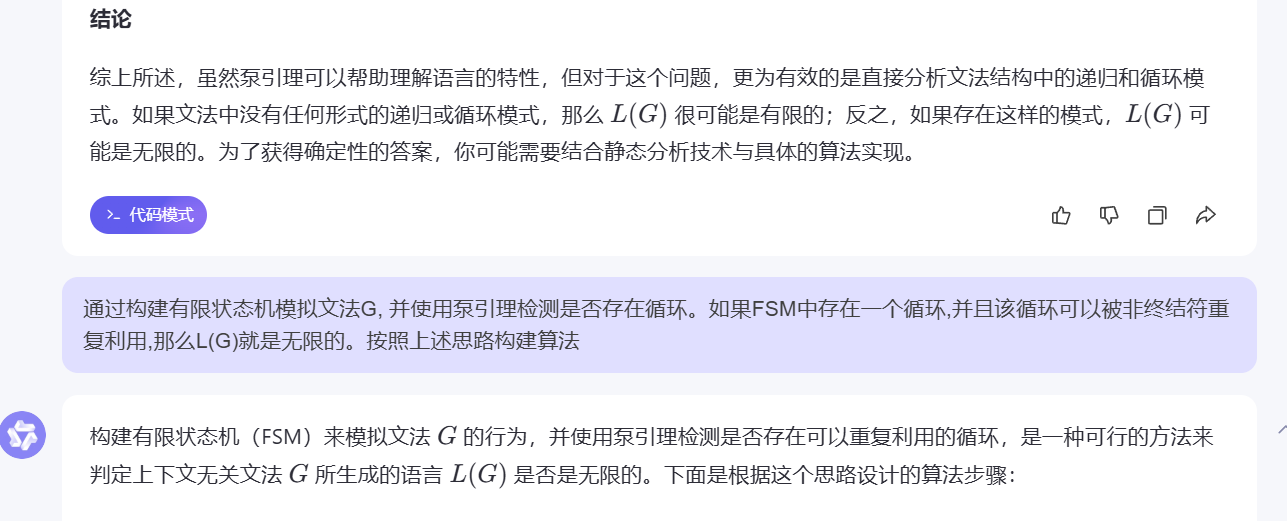 结论
综上所述，虽然泵引理可以帮助理解语言的特性，但对于这个问题，更为有效的是直接分析文法结构中的递归和循环模
式。如果文法中没有任何形式的递归或循环模式，那么 L(G) 很可能是有限的；反之，如果存在这样的模式，L(G) 可
能是无限的。为了获得确定性的答案，你可能需要结合静态分析技术与具体的算法实现。
代码模式
通过构建有限状态机模拟文法G, 并使用泵引理检测是否存在循环。如果FSM中存在一个循环,并且该循环可以被非终结符重
复利用,那么L(G)就是无限的。按照上述思路构建算法
构建有限状态机（FSM）来模拟文法 G 的行为，并使用泵引理检测是否存在可以重复利用的循环，是一种可行的方法来
判定上下文无关文法 G 所生成的语言 L(G) 是否是无限的。下面是根据这个思路设计的算法步骤：